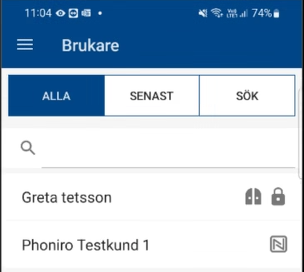 11:04 74%
Brukare
ALLA SENAST SÖK
Greta tetsson
Phoniro Testkund 1